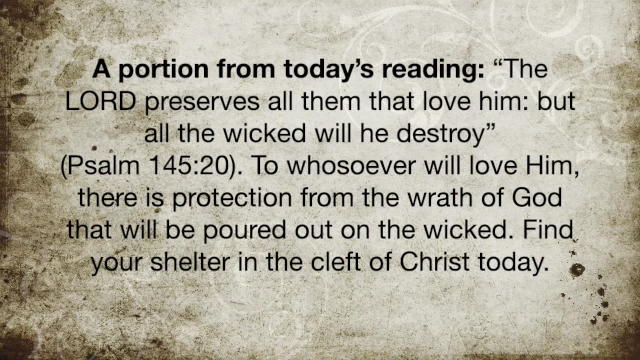 A portion from today’s reading: “The
LORD preserves all them that love him: but
all the wicked will he destroy”
(Psalm 145:20). To whosoever will love Him,
there is protection from the wrath of God
that will be poured out on the wicked. Find
your shelter in the cleft of Christ today.